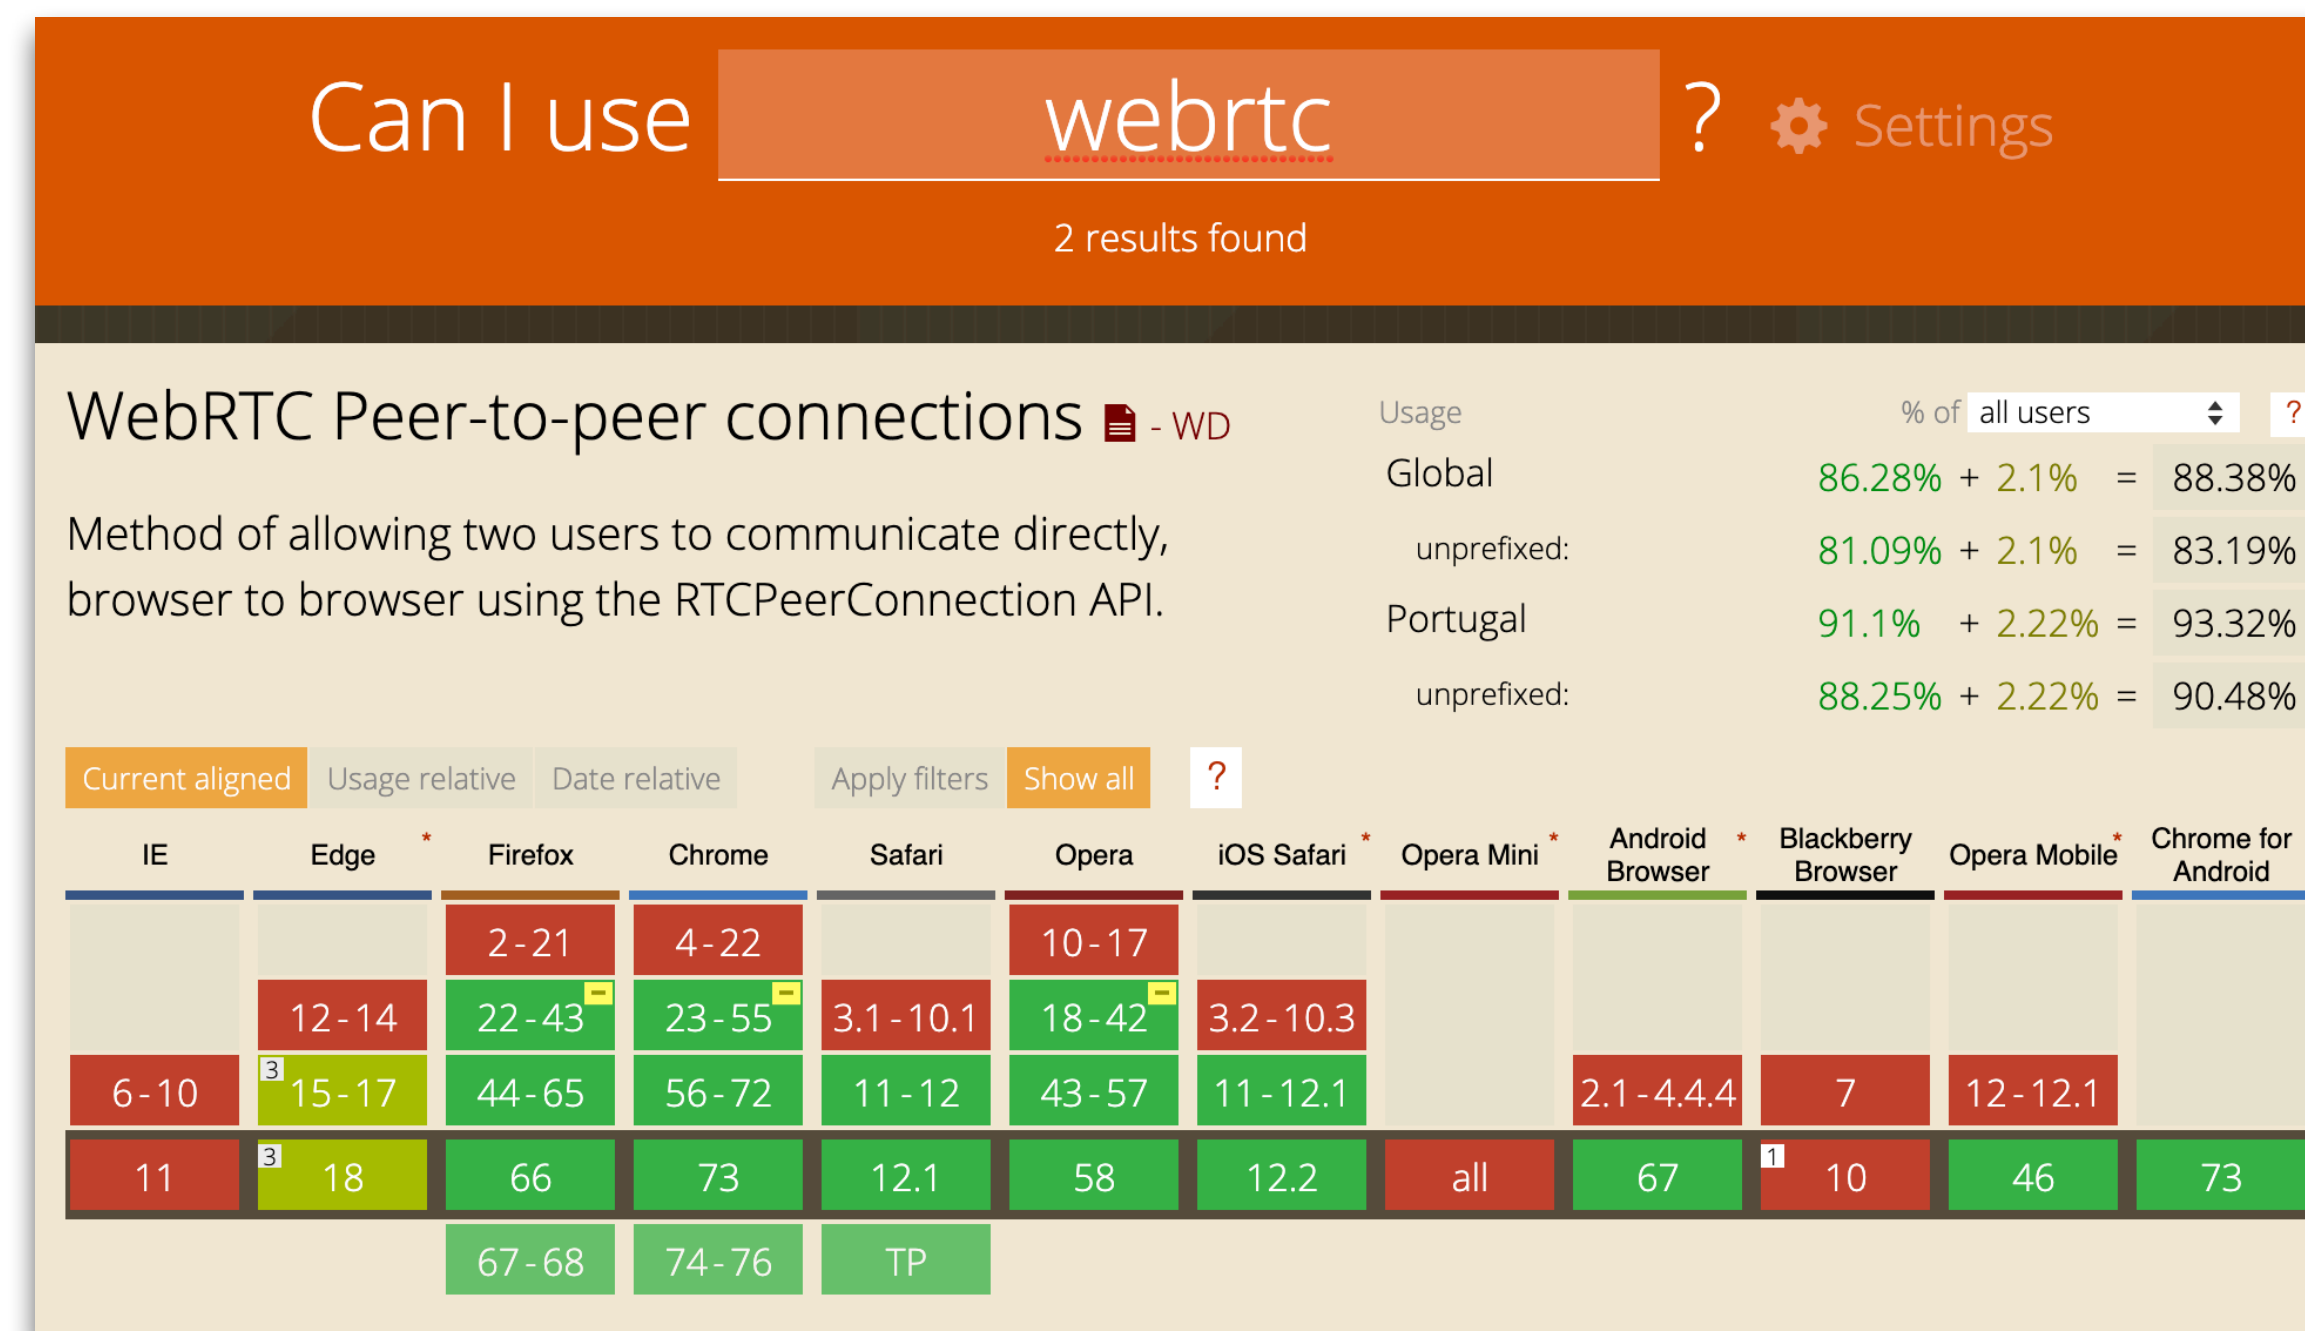 Can I use webrtc ? Settings
2 results found
WebRTC Peer-to-peer connections - WD
Method of allowing two users to communicate directly,
browser to browser using the RTCPeerConnection API.
Usage % of all users ?
Global 86.28% + 2.1% = 88.38%
unprefixed: 81.09% + 2.1% = 83.19%
Portugal 91.1% + 2.22% = 93.32%
unprefixed: 88.25% + 2.22% = 90.48%
Current aligned Usage relative Date relative Apply filters Show all ?
IE Edge * Firefox Chrome Safari Opera iOS Safari * Opera Mini * Android Browser * Blackberry Browser Opera Mobile * Chrome for Android
2-21 4-22 10-17
12-14 22-43 23-55 3.1-10.1 18-42 3.2-10.3
6-10 3 15-17 44-65 56-72 11-12 43-57 11-12.1 2.1-4.4.4 7 12-12.1
11 3 18 66 73 12.1 58 12.2 all 67 1 10 46 73
67-68 74-76 TP